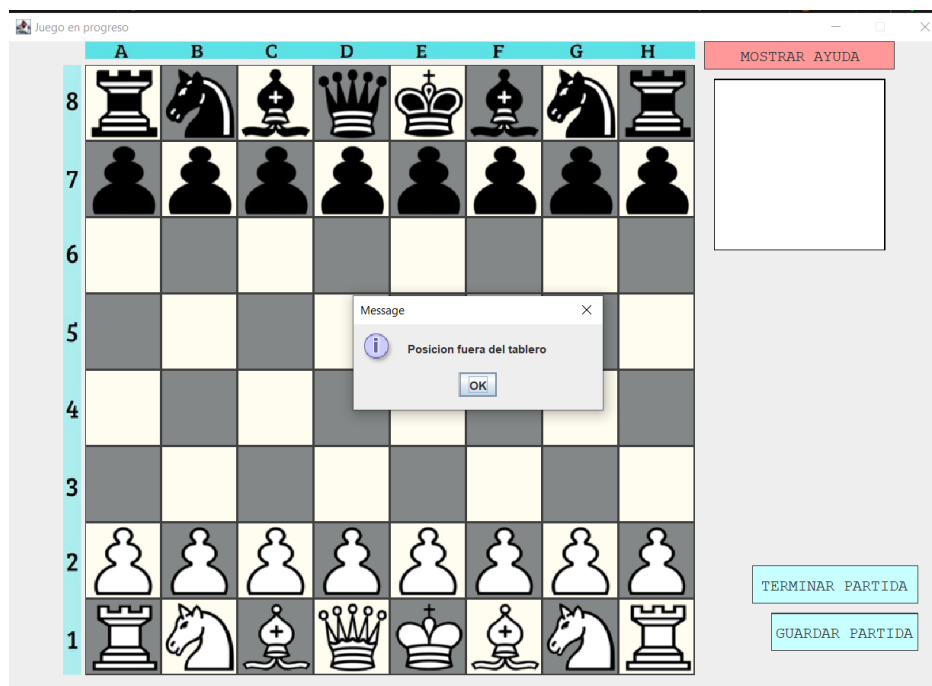 Juego en progreso
A B C D E F G H
MOSTRAR AYUDA
8
7
6
5
Message
Posicion fuera del tablero
OK
4
3
2
TERMINAR PARTIDA
GUARDAR PARTIDA
1